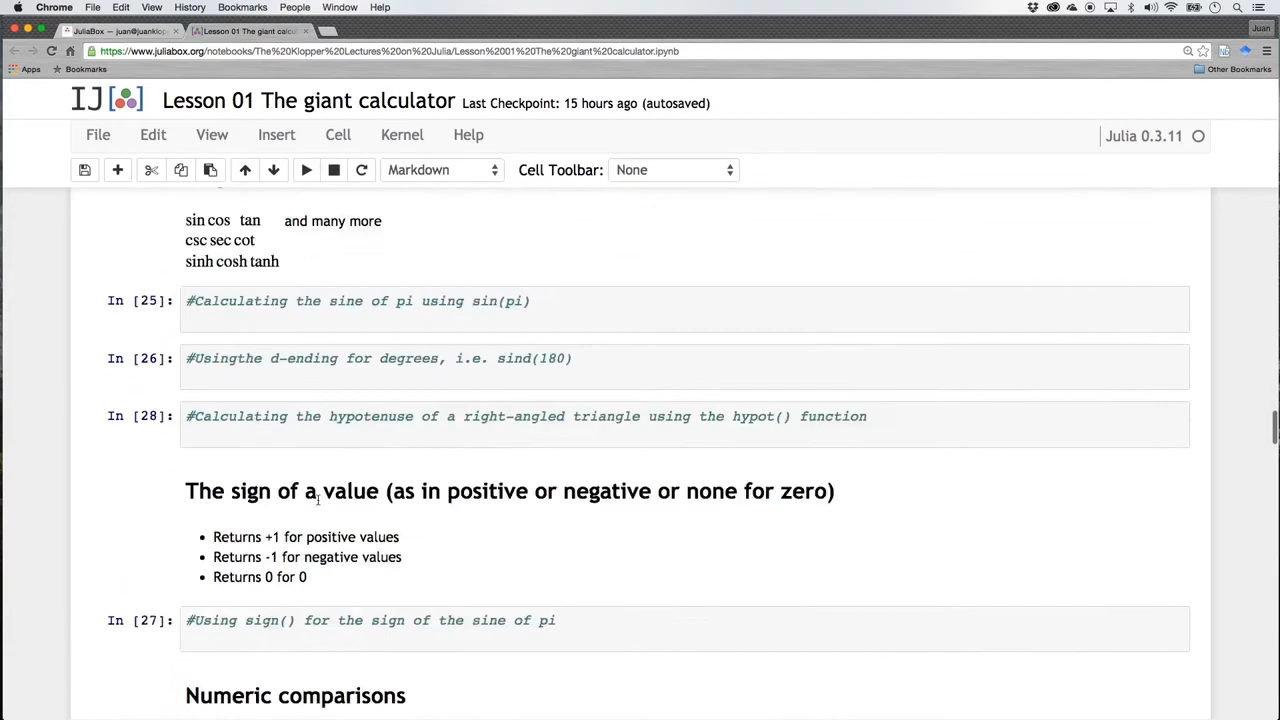 Chrome File Edit View History Bookmarks People Window Help
JuliaBox — juan@juanklop
Lesson 01 The giant calcul
Juan
https://www.juliabox.org/notebooks/The%20Klopper%20Lectures%20on%20Julia/Lesson%2001%20The%20giant%20calculator.ipynb
Apps Bookmarks Other Bookmarks
IJ Lesson 01 The giant calculator Last Checkpoint: 15 hours ago (autosaved)
File Edit View Insert Cell Kernel Help Julia 0.3.11
Markdown Cell Toolbar: None
sin cos tan and many more
csc sec cot
sinh cosh tanh
In [25]: #Calculating the sine of pi using sin(pi)
In [26]: #Usingthe d-ending for degrees, i.e. sind(180)
In [28]: #Calculating the hypotenuse of a right-angled triangle using the hypot() function
The sign of a value (as in positive or negative or none for zero)
• Returns +1 for positive values
• Returns -1 for negative values
• Returns 0 for 0
In [27]: #Using sign() for the sign of the sine of pi
Numeric comparisons